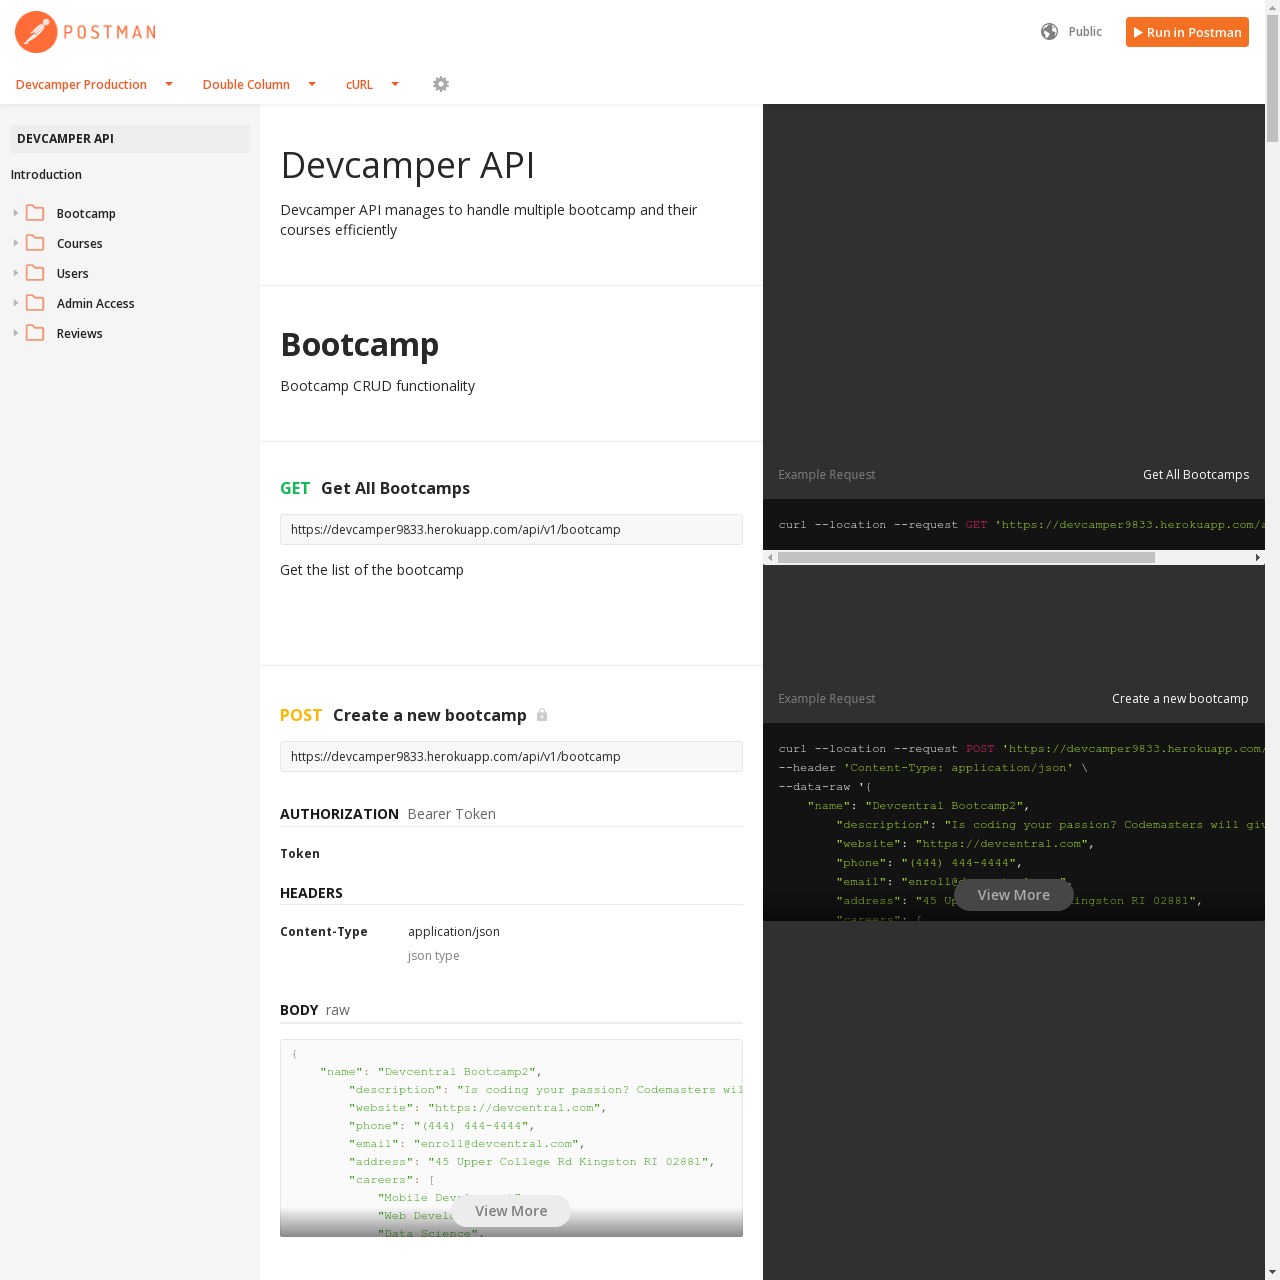 POSTMAN
Public
Run in Postman
Devcamper Production
Double Column
cURL
DEVCAMPER API
Introduction
Bootcamp
Courses
Users
Admin Access
Reviews
Devcamper API
Devcamper API manages to handle multiple bootcamp and their
courses efficiently
Bootcamp
Bootcamp CRUD functionality
GET Get All Bootcamps
https://devcamper9833.herokuapp.com/api/v1/bootcamp
Get the list of the bootcamp
POST Create a new bootcamp
https://devcamper9833.herokuapp.com/api/v1/bootcamp
AUTHORIZATION Bearer Token
Token
HEADERS
Content-Type application/json
json type
BODY raw
{
"name": "Devcentral Bootcamp2",
"description": "Is coding your passion? Codemasters wil
"website": "https://devcentral.com",
"phone": "(444) 444-4444",
"email": "enroll@devcentral.com",
"address": "45 Upper College Rd Kingston RI 02881",
"careers": [
"Mobile
"Web
"Data Science",
View More
Example Request Get All Bootcamps
curl --location --request GET 'https://devcamper9833.herokuapp.com/a
Example Request Create a new bootcamp
curl --location --request POST 'https://devcamper9833.herokuapp.com/
--header 'Content-Type: application/json' \
--data-raw '{
"name": "Devcentral Bootcamp2",
"description": "Is coding your passion? Codemasters will giv
"website": "https://devcentral.com",
"phone": "(444) 444-4444",
"email":
"address": "45 Kingston RI 02881",
"careers": [
View More